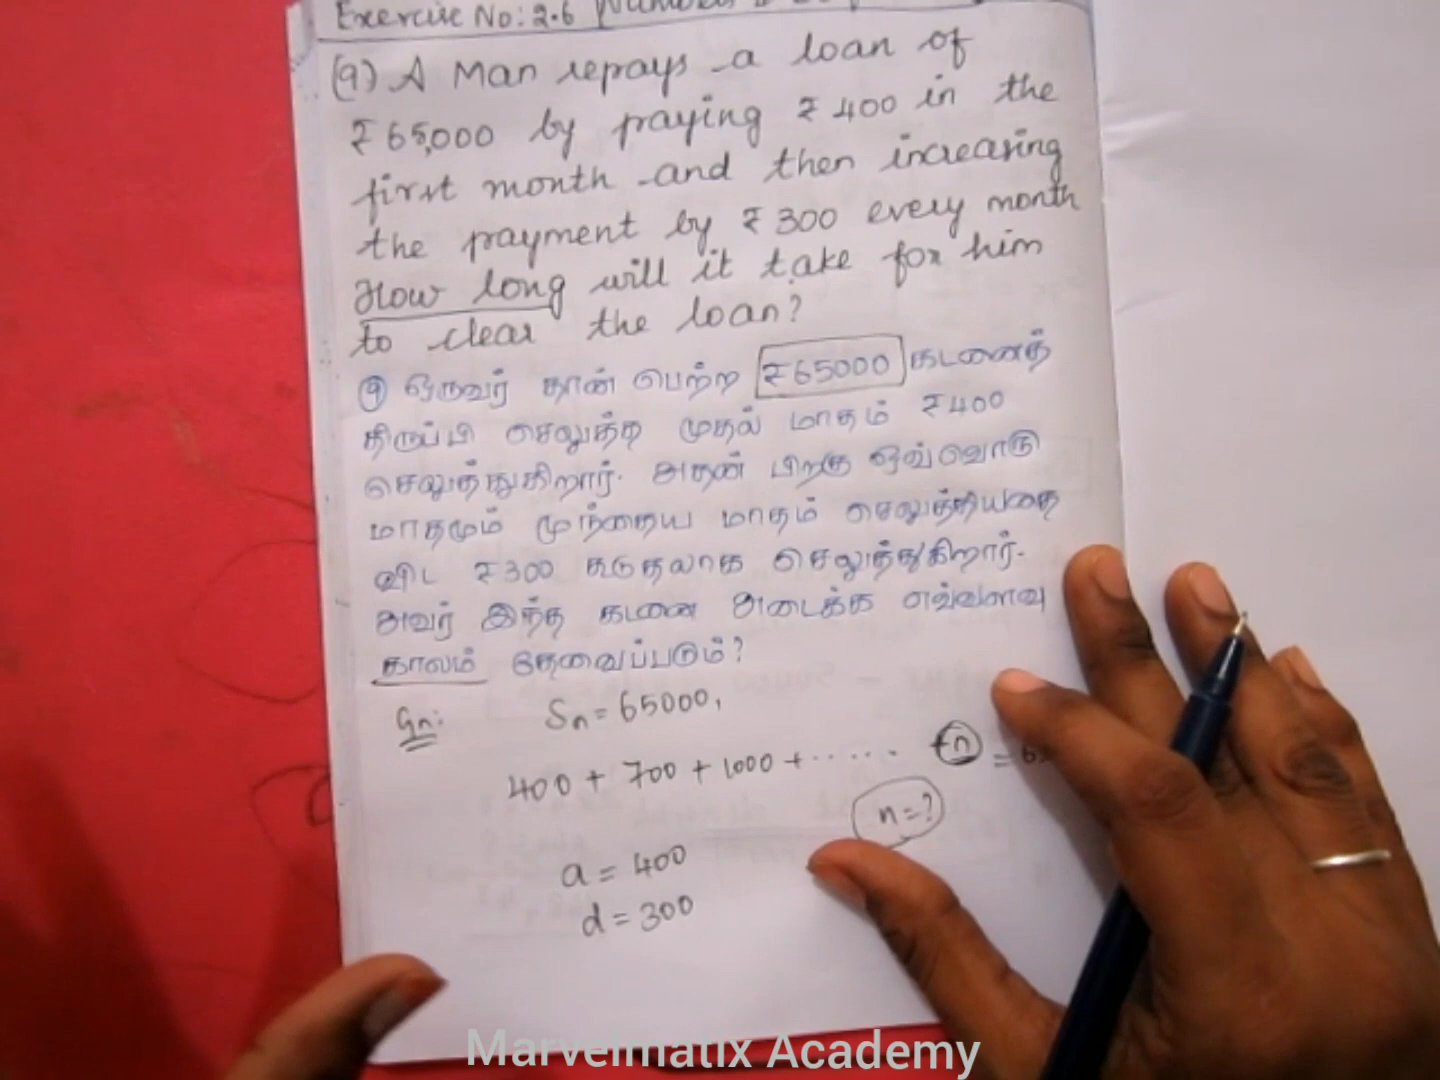 Exercise No: 2.6
(9) A Man repays a loan of
₹65,000 by paying ₹400 in the
first month and then increasing
the payment by ₹300 every month
How long will it take for him
to clear the loan?
⑨ ஒருவர் தான் பெற்ற ₹65000 கடனைத்
திருப்பி செலுத்த முதல் மாதம் ₹400
செலுத்துகிறார். அதன் பிறகு ஒவ்வொரு
மாதமும் முந்தைய மாதம் செலுத்தியதை
விட ₹300 கூடுதலாக செலுத்துகிறார்.
அவர் இந்த கடனை அடைக்க எவ்வளவு
காலம் தேவைப்படும்?
Gn: Sn = 65000,
400 + 700 + 1000 + ...... tn =
n = ?
a = 400
d = 300
Marvelmatix Academy